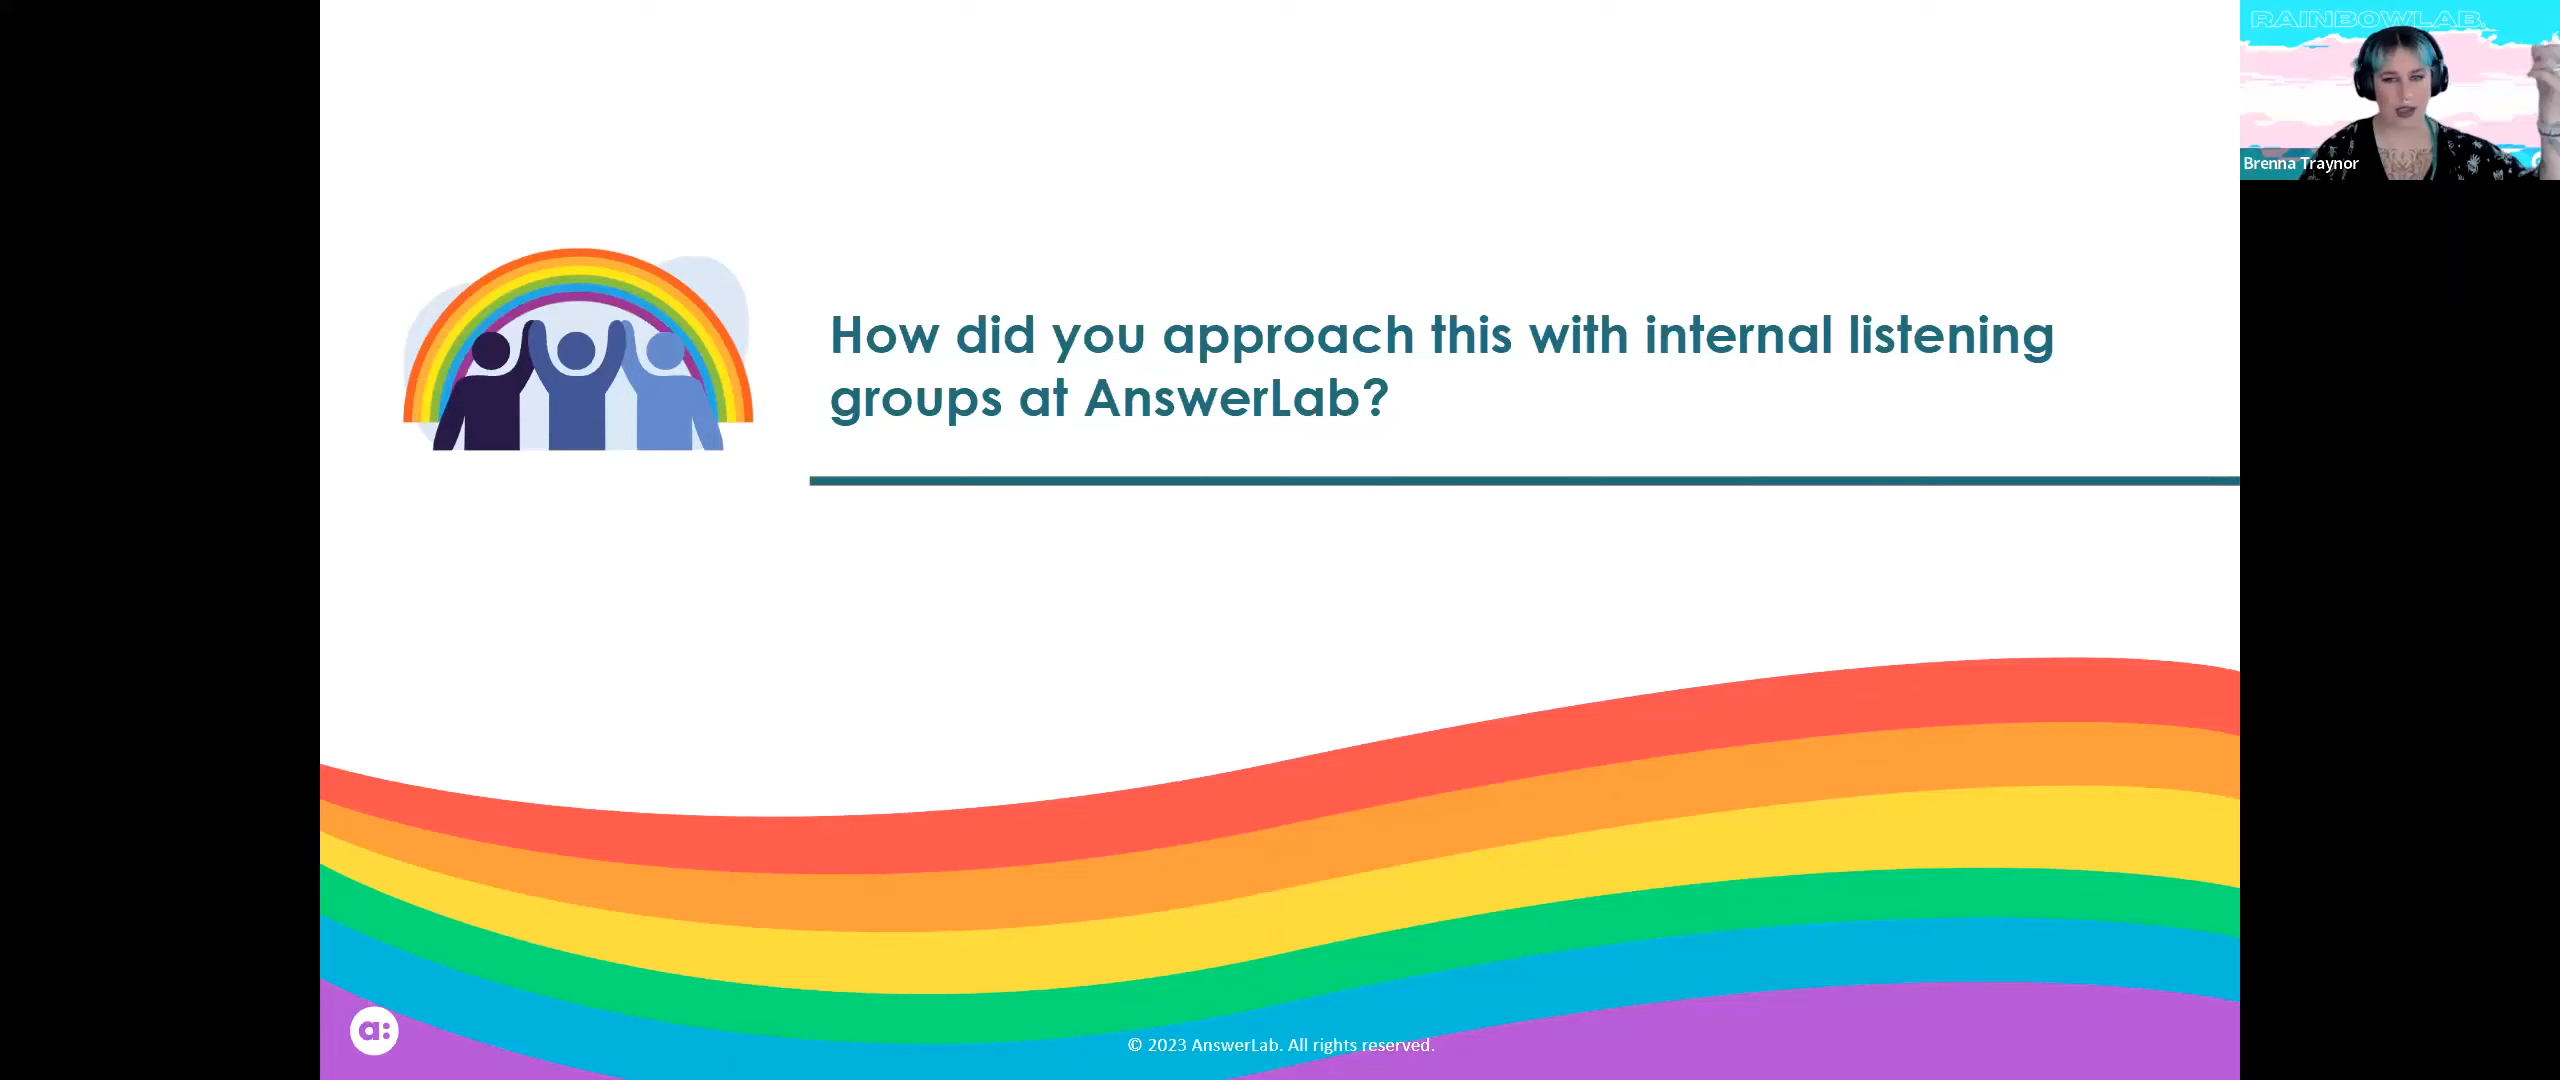 RAINBOWLAB.
Brenna Traynor
How did you approach this with internal listening
groups at AnswerLab?
a:
© 2023 AnswerLab. All rights reserved.